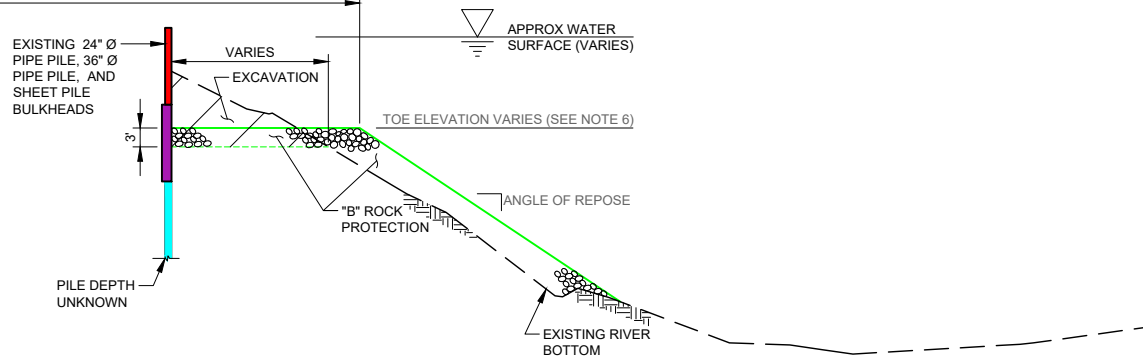 APPROX WATER
SURFACE (VARIES)
EXISTING 24" Ø
PIPE PILE, 36" Ø
PIPE PILE, AND
SHEET PILE
BULKHEADS
VARIES
EXCAVATION
TOE ELEVATION VARIES (SEE NOTE 6)
3'
ANGLE OF REPOSE
"B" ROCK
PROTECTION
PILE DEPTH
UNKNOWN
EXISTING RIVER
BOTTOM